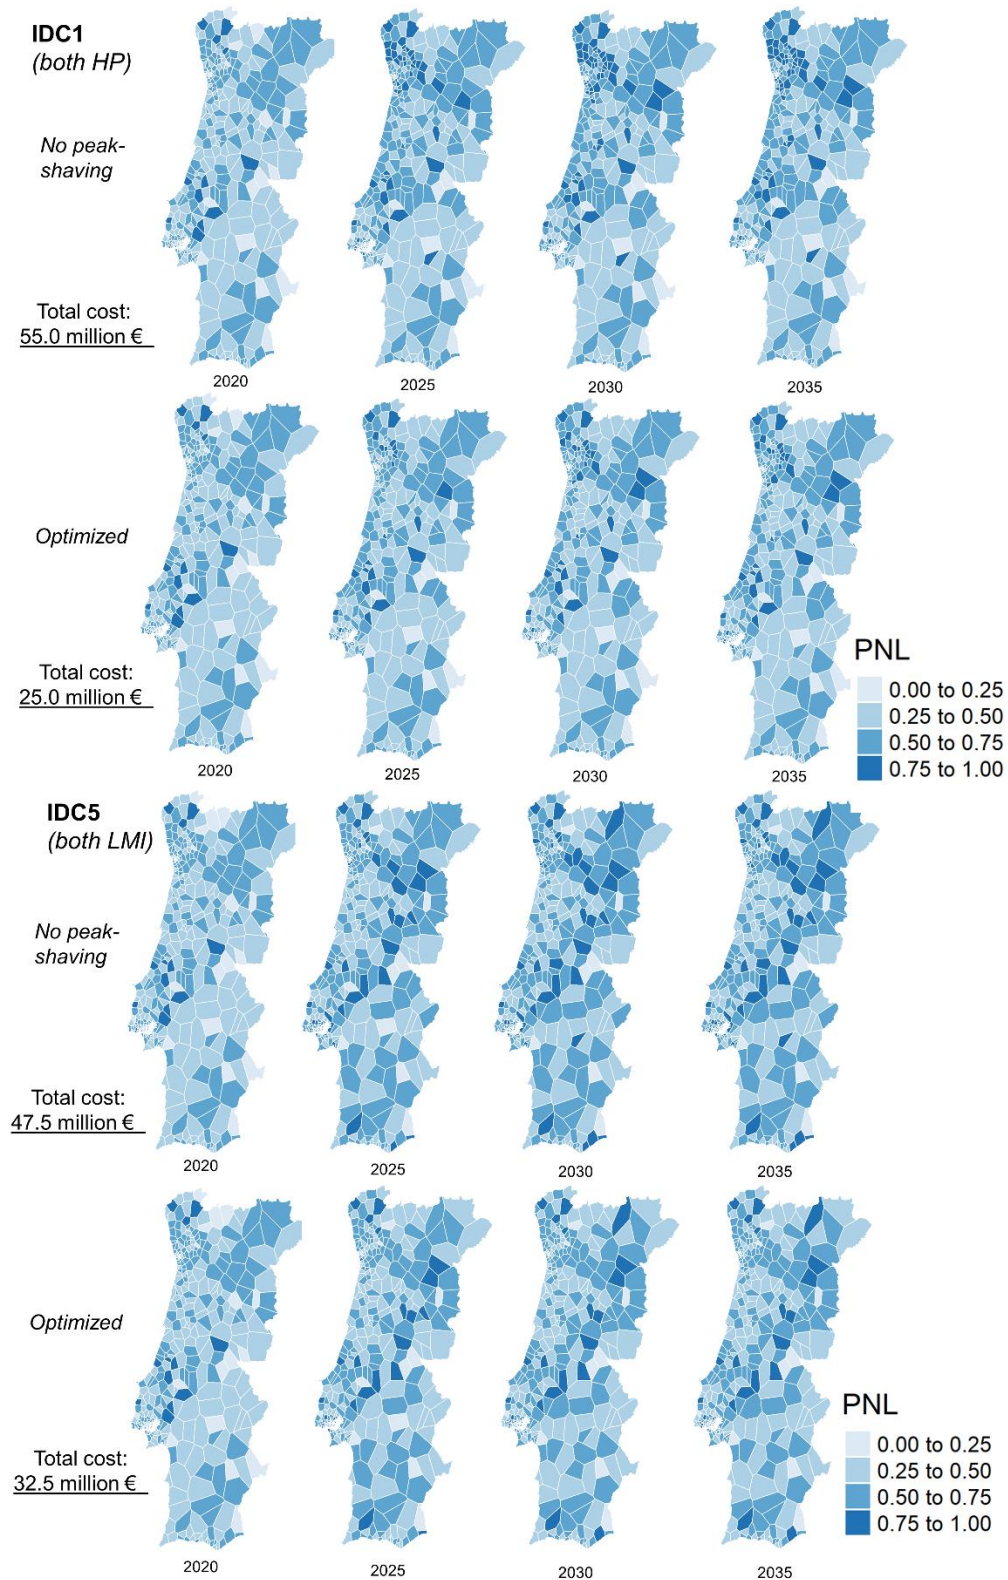 IDC1
(both HP)
No peak-
shaving
Total cost:
55.0 million €
2020
2025
2030
2035
Optimized
Total cost:
25.0 million €
PNL
0.00 to 0.25
0.25 to 0.50
0.50 to 0.75
0.75 to 1.00
2020
2025
2030
2035
IDC5
(both LMI)
No peak-
shaving
Total cost:
47.5 million €
2020
2025
2030
2035
Optimized
Total cost:
32.5 million €
PNL
0.00 to 0.25
0.25 to 0.50
0.50 to 0.75
0.75 to 1.00
2020
2025
2030
2035